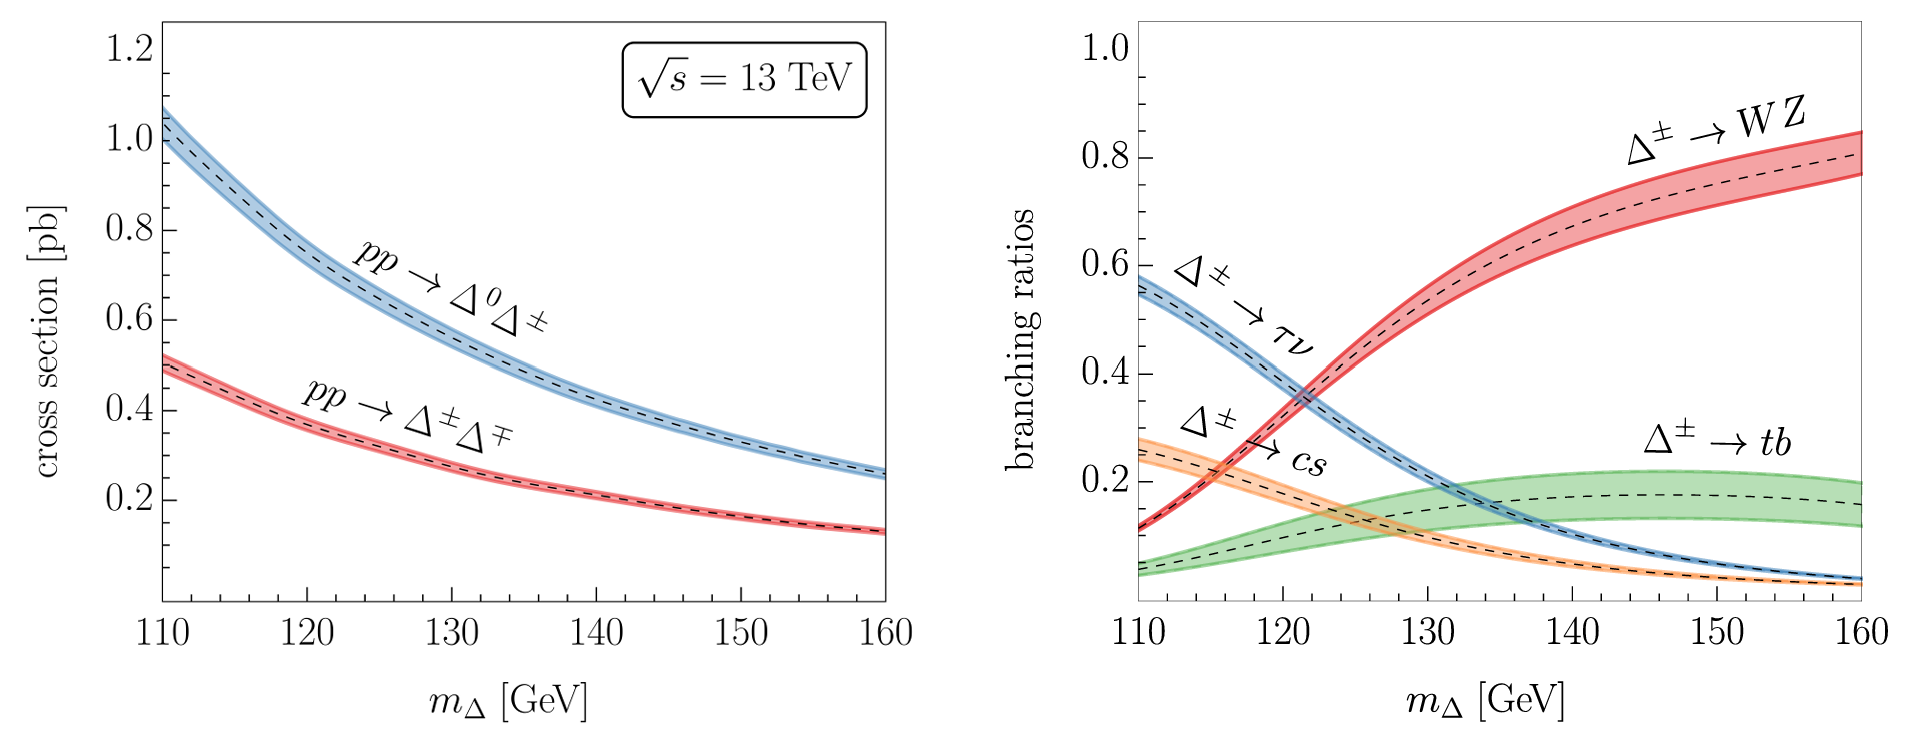 1.2
1.0
0.8
0.6
0.4
0.2
cross section [pb]
√s = 13 TeV
pp → Δ⁰Δ^±
pp → Δ^±Δ^∓
110 120 130 140 150 160
m_Δ [GeV]
1.0
0.8
0.6
0.4
0.2
branching ratios
Δ^± → W Z
Δ^± → τν
Δ^± → cs
Δ^± → tb
110 120 130 140 150 160
m_Δ [GeV]